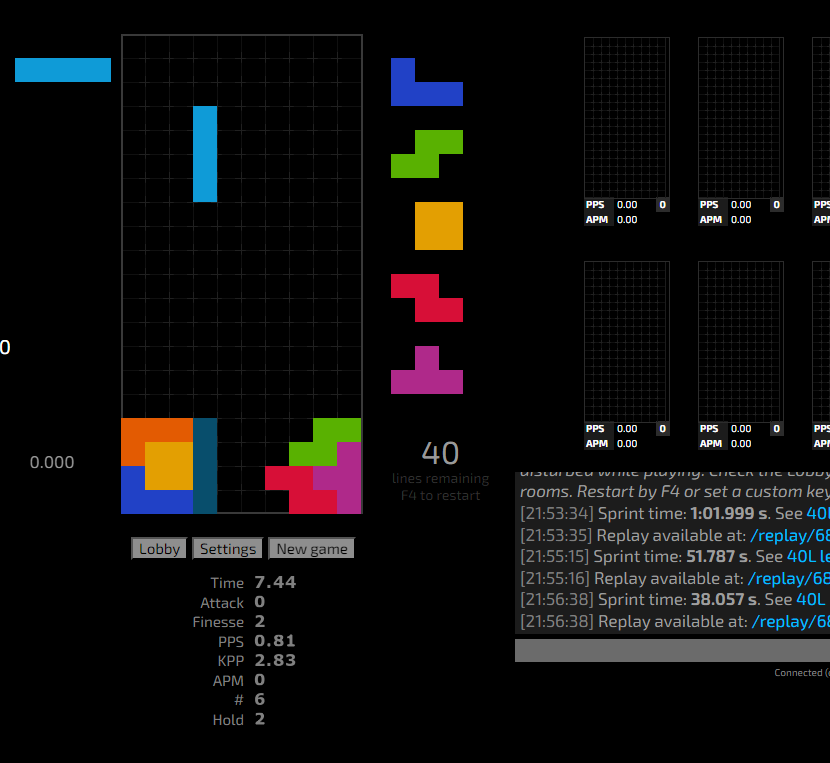 0
0.000
40
lines remaining
F4 to restart
Lobby Settings New game
Time 7.44
Attack 0
Finesse 2
PPS 0.81
KPP 2.83
APM 0
# 6
Hold 2
PPS 0.00 0
APM 0.00
PPS 0.00 0
APM 0.00
PPS
APM
PPS 0.00 0
APM 0.00
PPS 0.00 0
APM 0.00
PPS
APM
disturbed while playing. Check the Lobby
rooms. Restart by F4 or set a custom key
[21:53:34] Sprint time: 1:01.999 s. See 40L
[21:53:35] Replay available at: /replay/68
[21:55:15] Sprint time: 51.787 s. See 40L le
[21:55:16] Replay available at: /replay/68
[21:56:38] Sprint time: 38.057 s. See 40L
[21:56:38] Replay available at: /replay/68
Connected